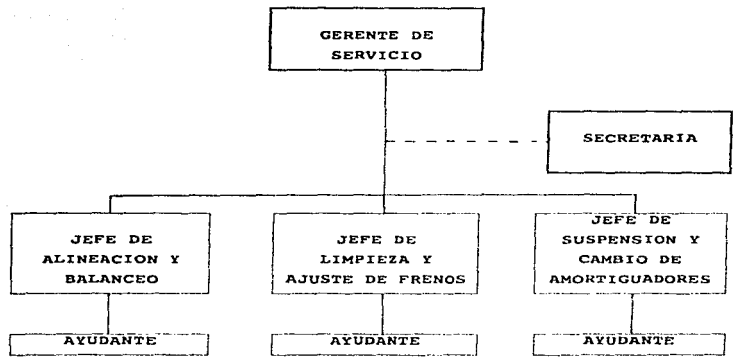 GERENTE DE
SERVICIO
SECRETARIA
JEFE DE
ALINEACION Y
BALANCEO
JEFE DE
LIMPIEZA Y
AJUSTE DE FRENOS
JEFE DE
SUSPENSION Y
CAMBIO DE
AMORTIGUADORES
AYUDANTE
AYUDANTE
AYUDANTE